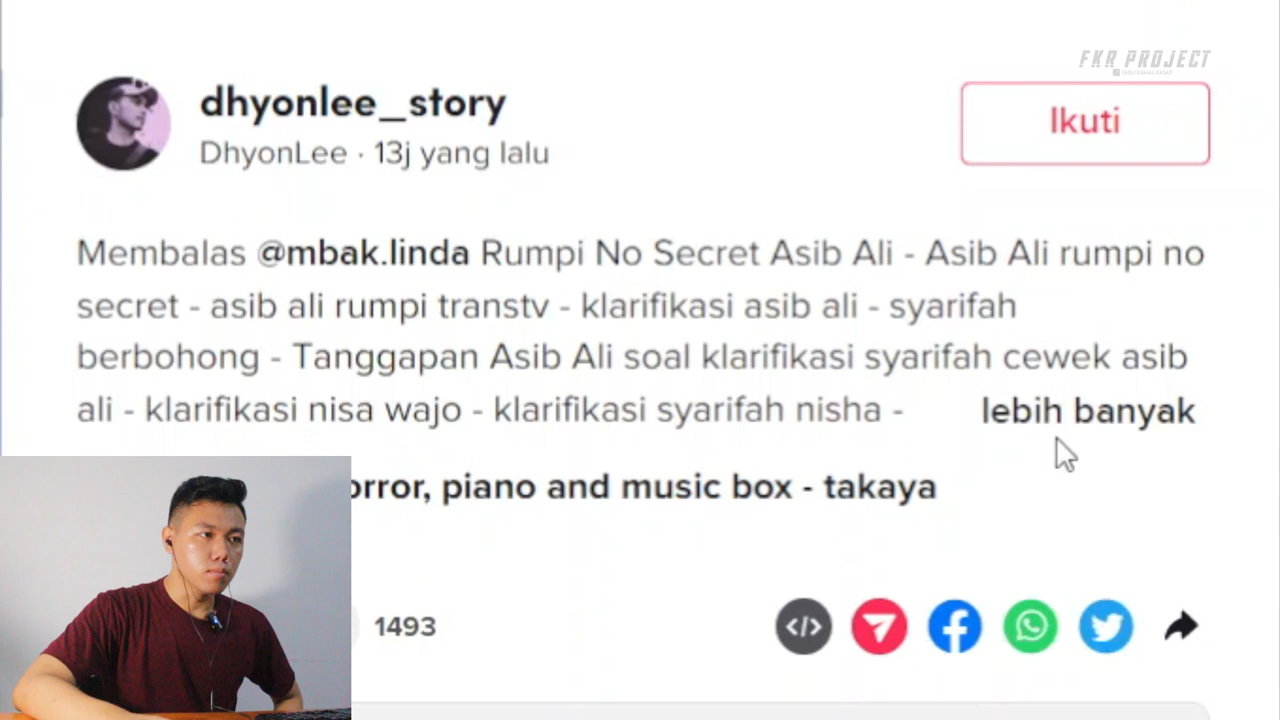 FKR PROJECT
dhyonlee_story
Ikuti
DhyonLee · 13j yang lalu
Membalas @mbak.linda Rumpi No Secret Asib Ali - Asib Ali rumpi no
secret - asib ali rumpi transtv - klarifikasi asib ali - syarifah
berbohong - Tanggapan Asib Ali soal klarifikasi syarifah cewek asib
ali - klarifikasi nisa wajo - klarifikasi syarifah nisha - lebih banyak
orror, piano and music box - takaya
1493